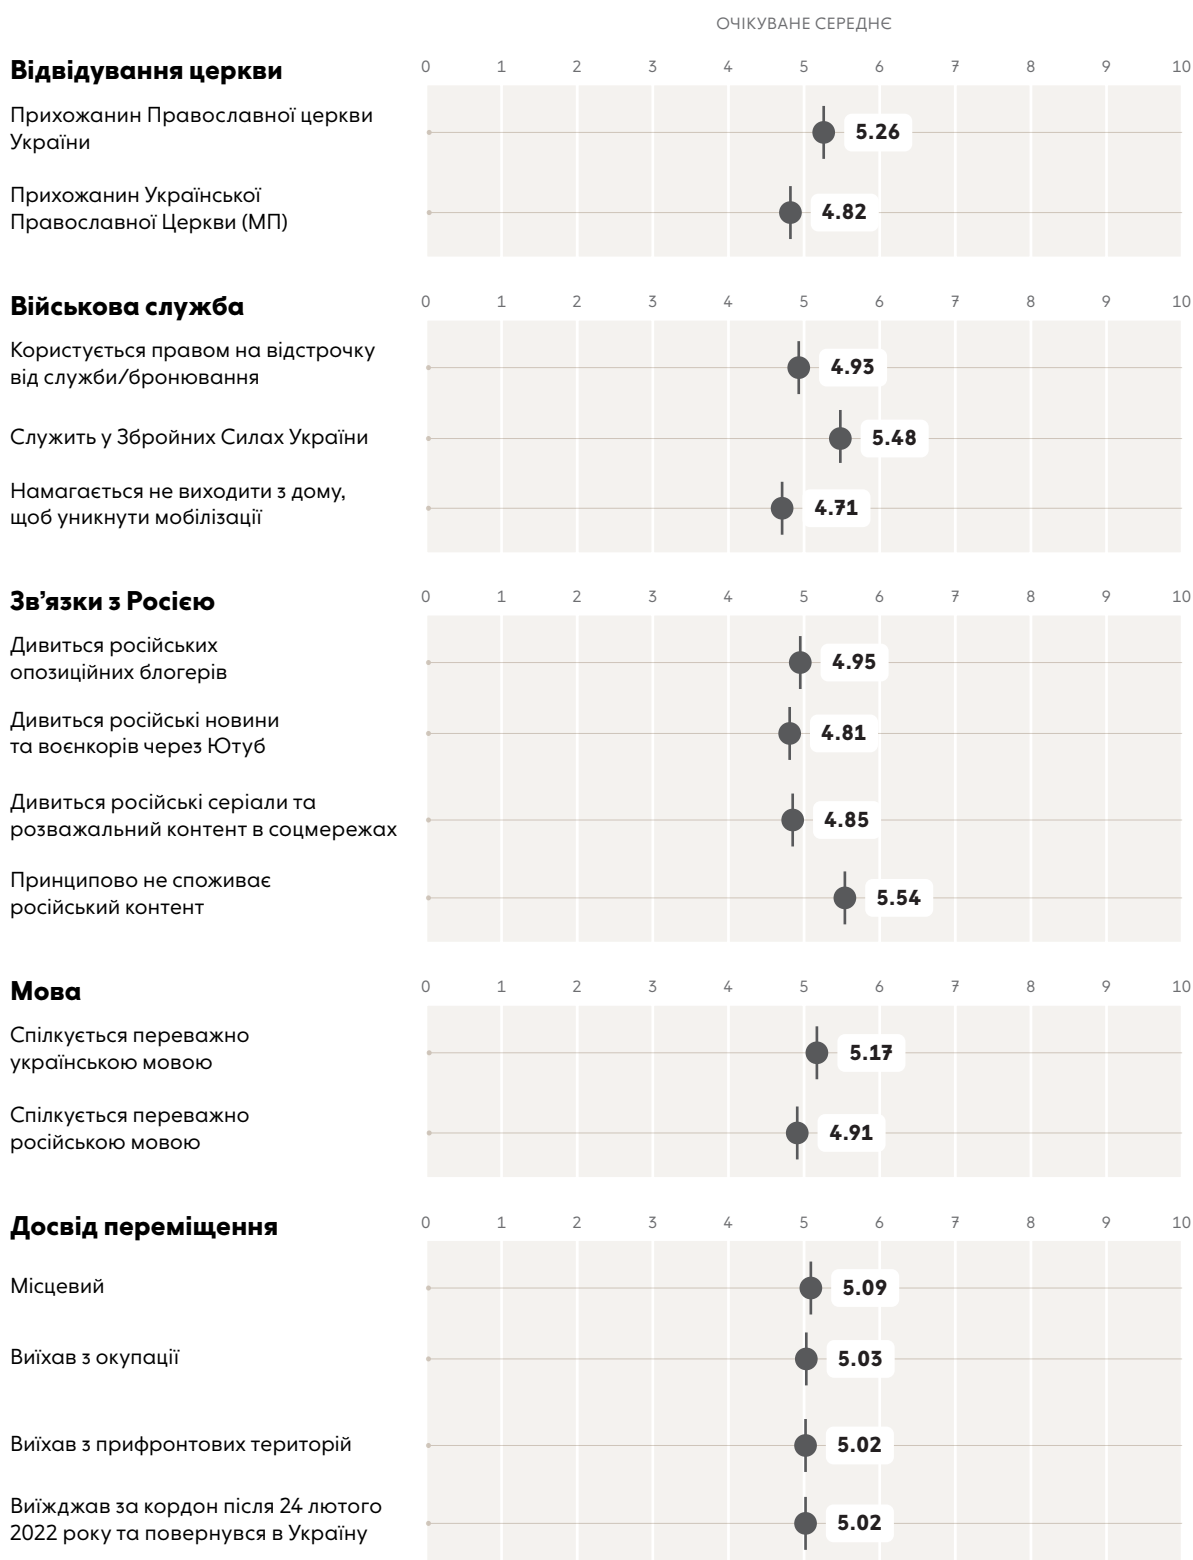 ОЧІКУВАНЕ СЕРЕДНЄ
Відвідування церкви
0 1 2 3 4 5 6 7 8 9 10
Прихожанин Православної церкви
України
5.26
Прихожанин Української
Православної Церкви (МП)
4.82
Військова служба
0 1 2 3 4 5 6 7 8 9 10
Користується правом на відстрочку
від служби/бронювання
4.93
Служить у Збройних Силах України
5.48
Намагається не виходити з дому,
щоб уникнути мобілізації
4.71
Зв’язки з Росією
0 1 2 3 4 5 6 7 8 9 10
Дивиться російських
опозиційних блогерів
4.95
Дивиться російські новини
та воєнкорів через Ютуб
4.81
Дивиться російські серіали та
розважальний контент в соцмережах
4.85
Принципово не споживає
російський контент
5.54
Мова
0 1 2 3 4 5 6 7 8 9 10
Спілкується переважно
українською мовою
5.17
Спілкується переважно
російською мовою
4.91
Досвід переміщення
0 1 2 3 4 5 6 7 8 9 10
Місцевий
5.09
Виїхав з окупації
5.03
Виїхав з прифронтових територій
5.02
Виїжджав за кордон після 24 лютого
2022 року та повернувся в Україну
5.02